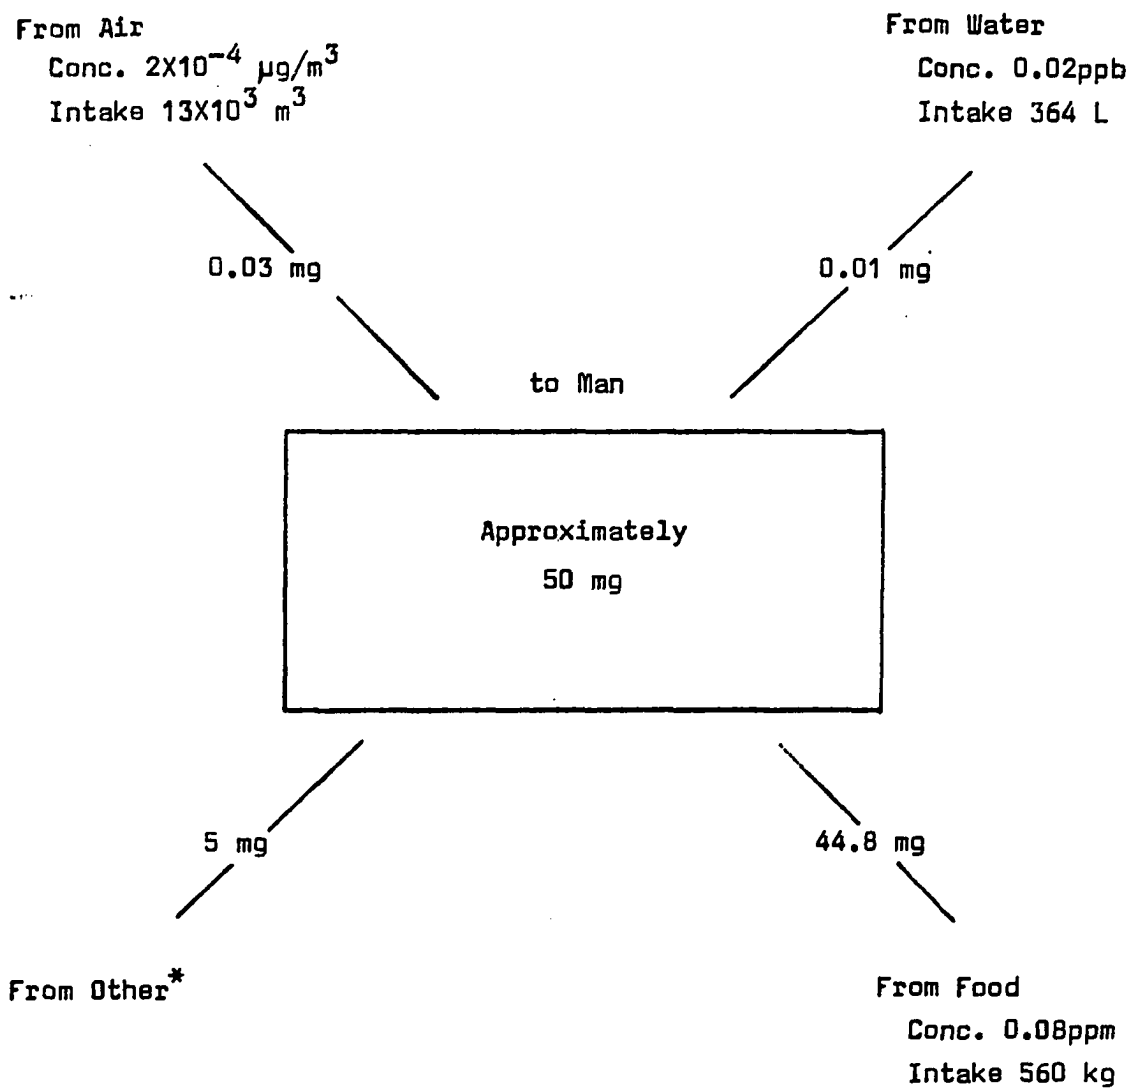 From Air
Conc. 2X10⁻⁴ µg/m³
Intake 13X10³ m³
From Water
Conc. 0.02ppb
Intake 364 L
0.03 mg
0.01 mg
to Man
Approximately
50 mg
5 mg
44.8 mg
From Other*
From Food
Conc. 0.08ppm
Intake 560 kg